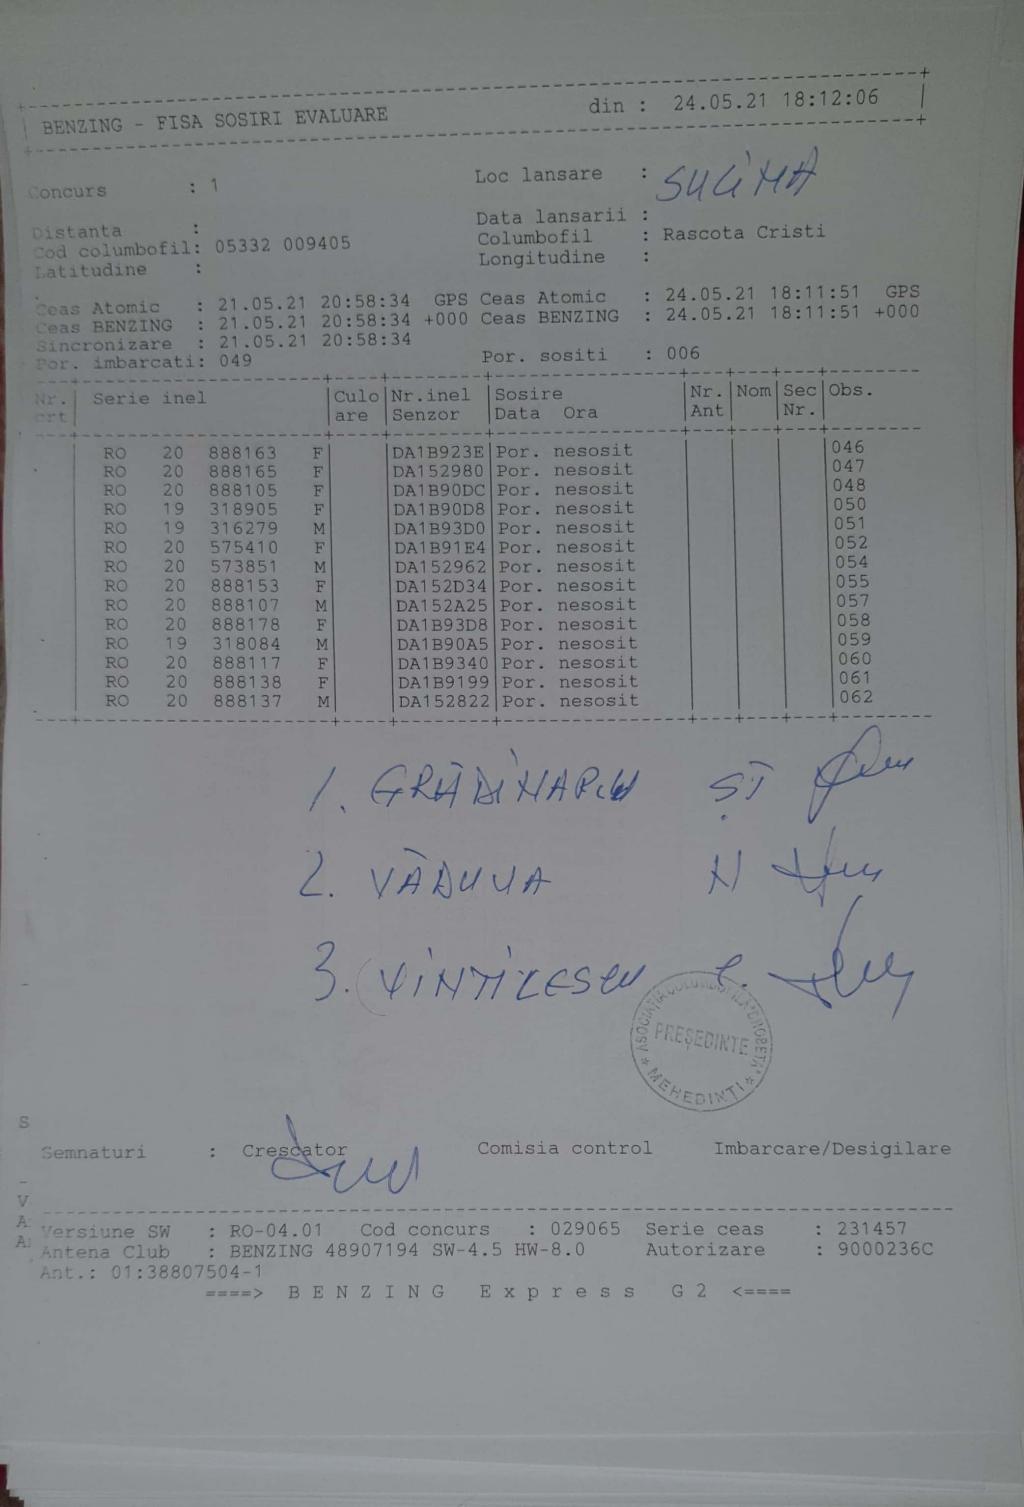 BENZING - FISA SOSIRI EVALUARE din : 24.05.21 18:12:06
Concurs : 1 Loc lansare :
Distanta : Data lansarii :
Cod columbofil: 05332 009405 Columbofil : Rascota Cristi
Latitudine : Longitudine :
Ceas Atomic : 21.05.21 20:58:34 GPS Ceas Atomic : 24.05.21 18:11:51 GPS
Ceas BENZING : 21.05.21 20:58:34 +000 Ceas BENZING : 24.05.21 18:11:51 +000
Sincronizare : 21.05.21 20:58:34
Por. imbarcati: 049 Por. sositi : 006
Nr. Serie inel Culo Nr.inel Sosire Nr. Nom Sec Obs.
crt are Senzor Data Ora Ant Nr.
RO 20 888163 F DA1B923E Por. nesosit 046
RO 20 888165 F DA152980 Por. nesosit 047
RO 20 888105 F DA1B90DC Por. nesosit 048
RO 19 318905 F DA1B90D8 Por. nesosit 050
RO 19 316279 M DA1B93D0 Por. nesosit 051
RO 20 575410 F DA1B91E4 Por. nesosit 052
RO 20 573851 M DA152962 Por. nesosit 054
RO 20 888153 F DA152D34 Por. nesosit 055
RO 20 888107 M DA152A25 Por. nesosit 057
RO 20 888178 F DA1B93D8 Por. nesosit 058
RO 19 318084 M DA1B90A5 Por. nesosit 059
RO 20 888117 F DA1B9340 Por. nesosit 060
RO 20 888138 F DA1B9199 Por. nesosit 061
RO 20 888137 M DA152822 Por. nesosit 062
1. GRĂDINARU ȘT
2. VĂDUVA N
3. VINTILESCU C.
ASOCIAȚIA COLUMBOFILĂ "DROBETA"
PREȘEDINTE
* MEHEDINȚI *
Semnaturi : Crescator Comisia control Imbarcare/Desigilare
Versiune SW : RO-04.01 Cod concurs : 029065 Serie ceas : 231457
Antena Club : BENZING 48907194 SW-4.5 HW-8.0 Autorizare : 9000236C
Ant.: 01:38807504-1
====> B E N Z I N G E x p r e s s G 2 <====